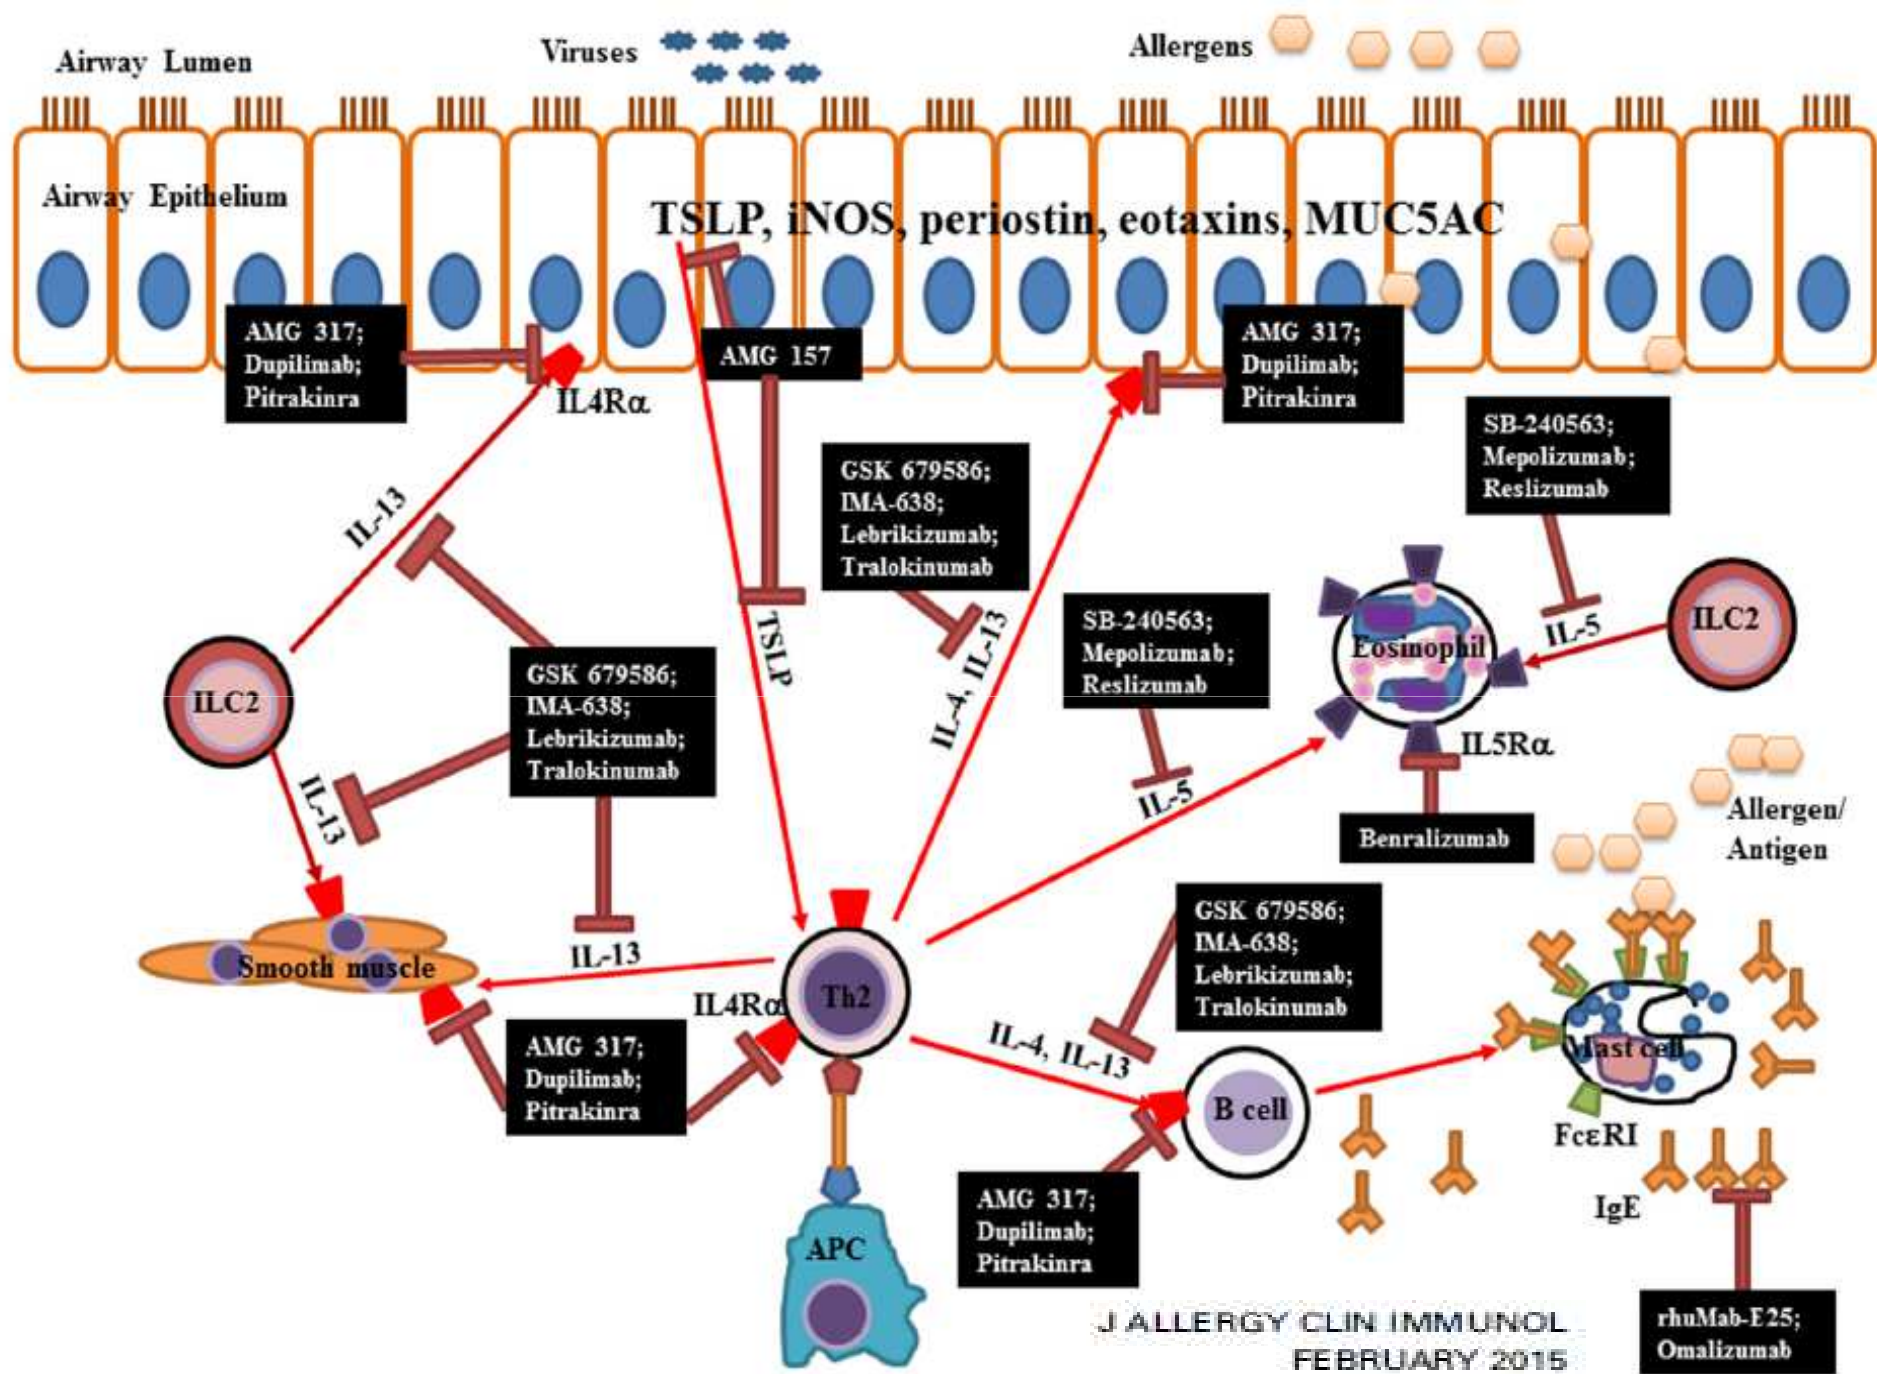 Airway Lumen
Viruses
Allergens
Airway Epithelium
TSLP, iNOS, periostin, eotaxins, MUC5AC
AMG 317;
Dupilimab;
Pitrakinra
IL4Rα
AMG 157
AMG 317;
Dupilimab;
Pitrakinra
SB-240563;
Mepolizumab;
Reslizumab
GSK 679586;
IMA-638;
Lebrikizumab;
Tralokinumab
IL-13
TSLP
IL-4, IL-13
SB-240563;
Mepolizumab;
Reslizumab
Eosinophil
IL-5
ILC2
ILC2
GSK 679586;
IMA-638;
Lebrikizumab;
Tralokinumab
IL-13
IL-5
IL5Rα
Benralizumab
Allergen/
Antigen
Smooth muscle
IL-13
IL4Rα
Th2
GSK 679586;
IMA-638;
Lebrikizumab;
Tralokinumab
IL-4, IL-13
AMG 317;
Dupilimab;
Pitrakinra
B cell
Mast cell
FcεRI
IgE
AMG 317;
Dupilimab;
Pitrakinra
APC
rhuMab-E25;
Omalizumab
J ALLERGY CLIN IMMUNOL
FEBRUARY 2015